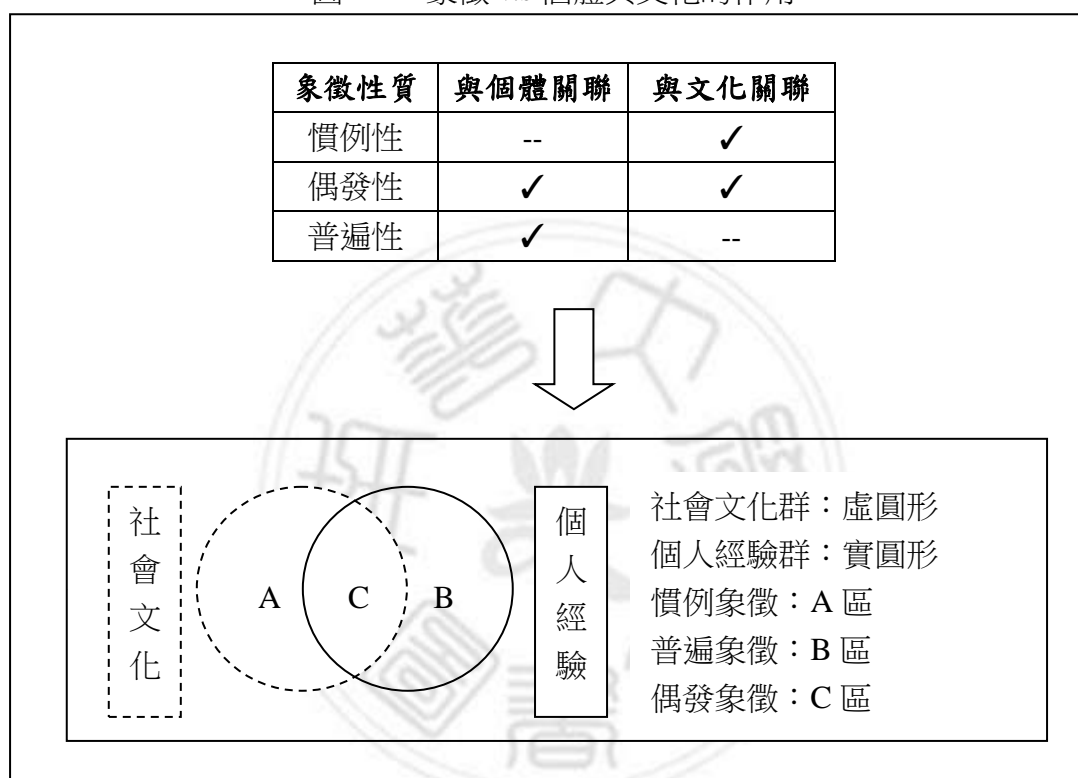 象徵性質 與個體關聯 與文化關聯
慣例性 -- ✓
偶發性 ✓ ✓
普遍性 ✓ --
社會文化
A C B
個人經驗
社會文化群：虛圓形
個人經驗群：實圓形
慣例象徵：A 區
普遍象徵：B 區
偶發象徵：C 區